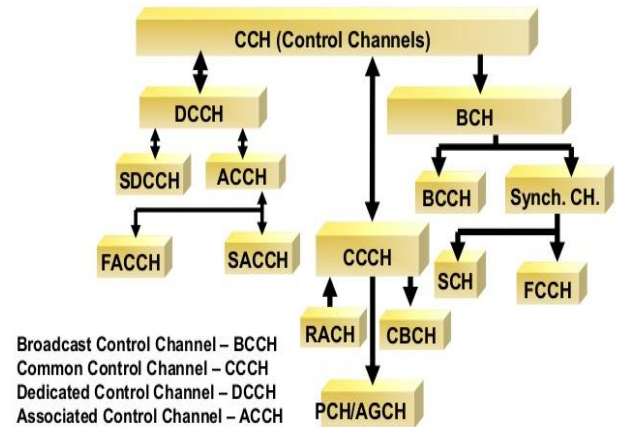 CCH (Control Channels)
DCCH
BCH
SDCCH
ACCH
BCCH
Synch. CH.
FACCH
SACCH
CCCH
SCH
FCCH
RACH
CBCH
PCH/AGCH
Broadcast Control Channel – BCCH
Common Control Channel – CCCH
Dedicated Control Channel – DCCH
Associated Control Channel – ACCH